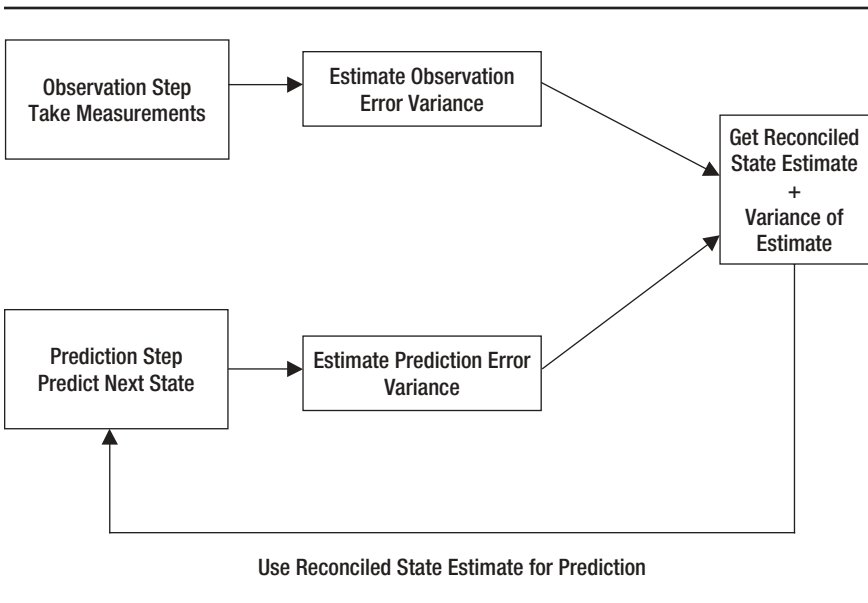 Observation Step
Take Measurements
Estimate Observation
Error Variance
Get Reconciled
State Estimate
+
Variance of
Estimate
Prediction Step
Predict Next State
Estimate Prediction Error
Variance
Use Reconciled State Estimate for Prediction